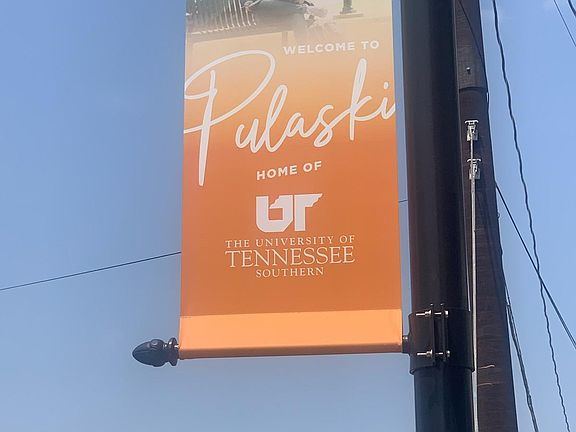 WELCOME TO
Pulaski
HOME OF
UT
THE UNIVERSITY OF
TENNESSEE
SOUTHERN